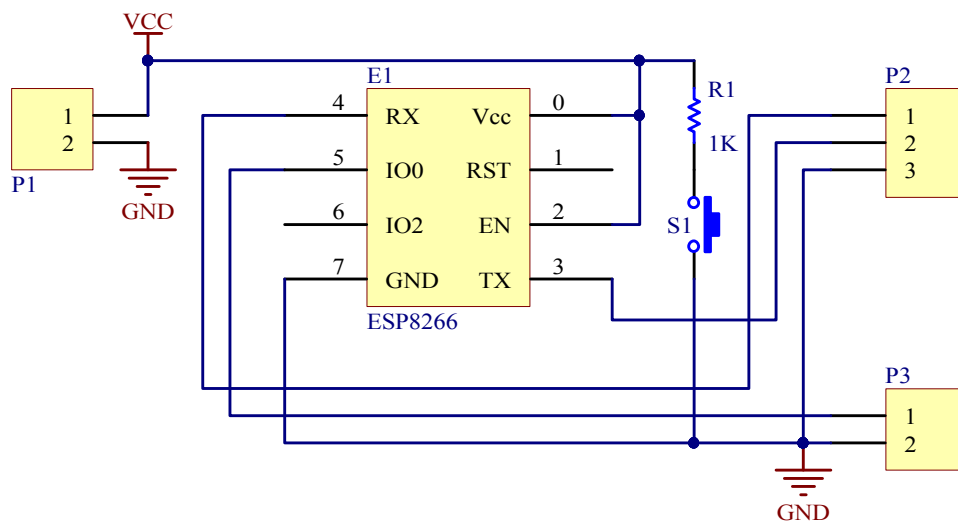 VCC
E1
P2
1
2
P1
GND
4 RX Vcc 0
5 IO0 RST 1
6 IO2 EN 2
7 GND TX 3
ESP8266
R1
1K
S1
1
2
3
P3
1
2
GND